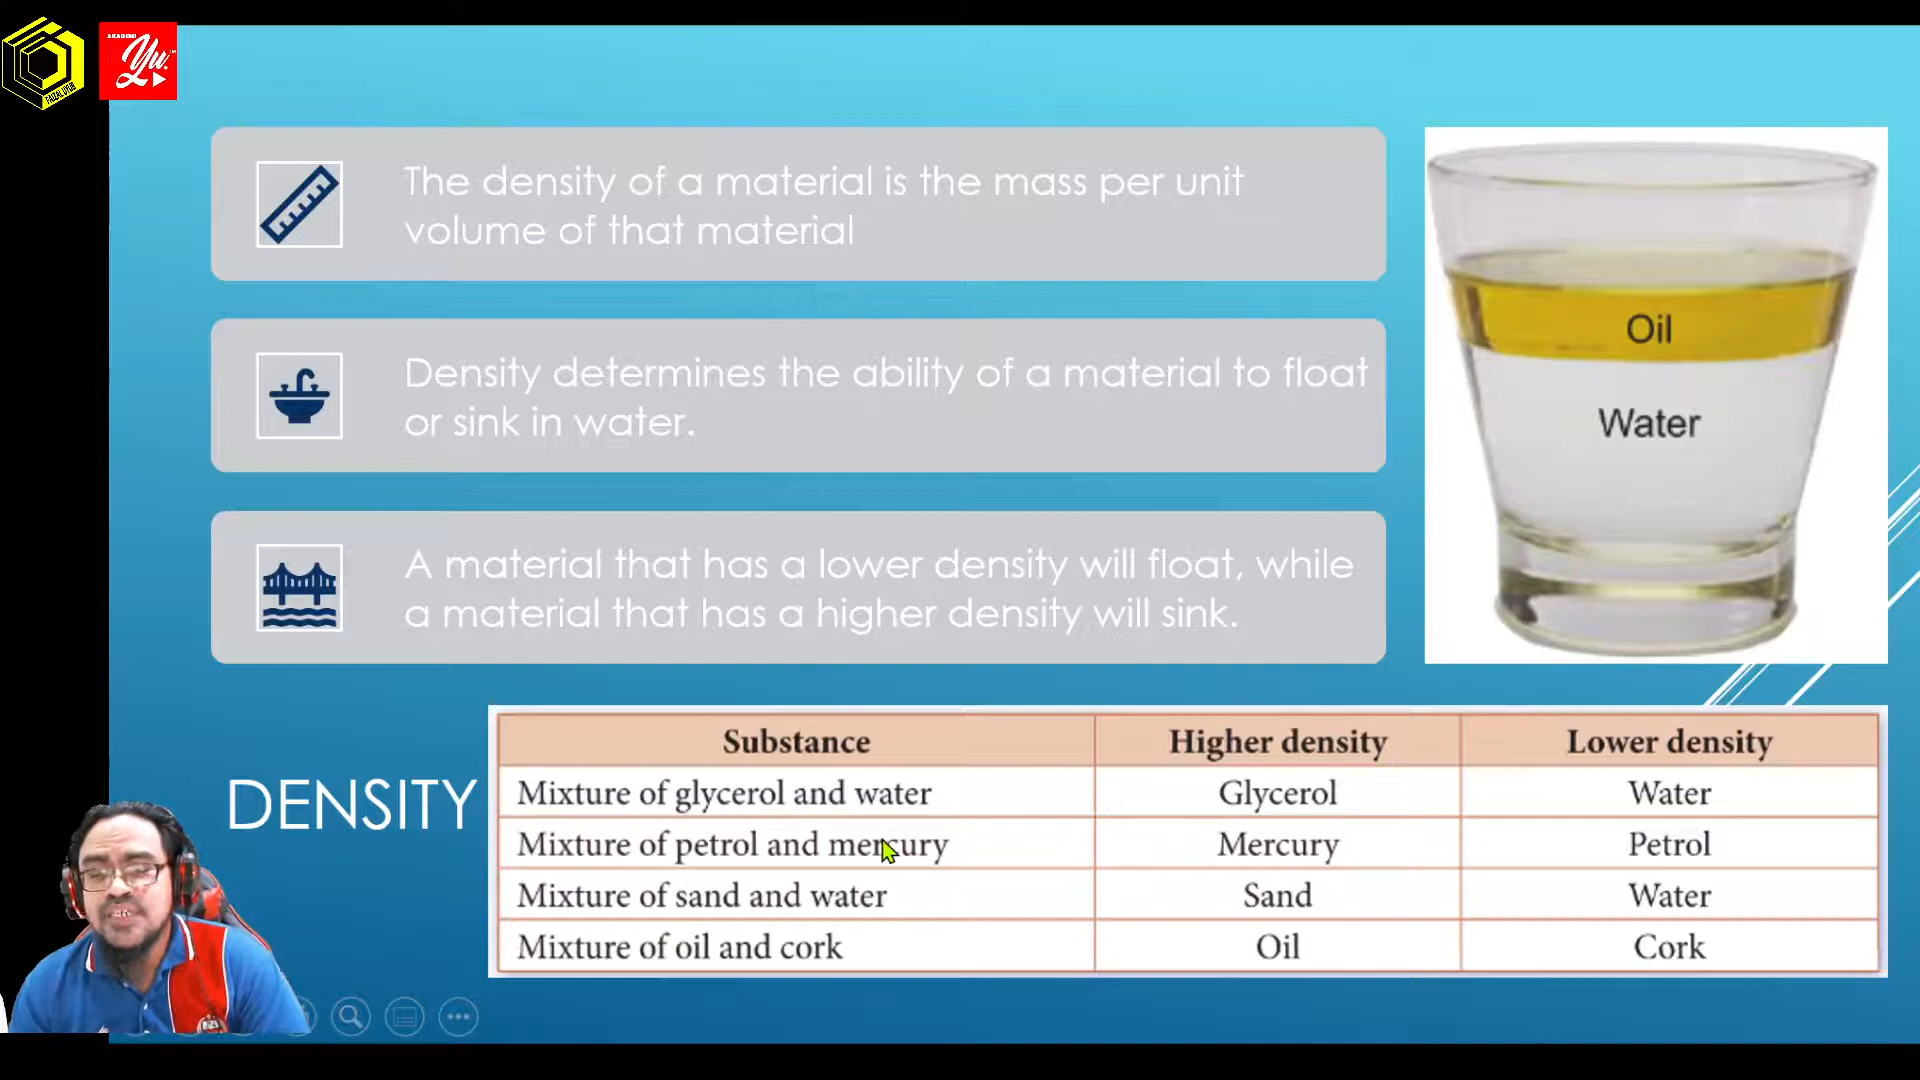 AKADEMI
Yu.
FAIZAL UYUB
The density of a material is the mass per unit
volume of that material
Density determines the ability of a material to float
or sink in water.
A material that has a lower density will float, while
a material that has a higher density will sink.
Oil
Water
DENSITY
Substance Higher density Lower density
Mixture of glycerol and water Glycerol Water
Mixture of petrol and mercury Mercury Petrol
Mixture of sand and water Sand Water
Mixture of oil and cork Oil Cork